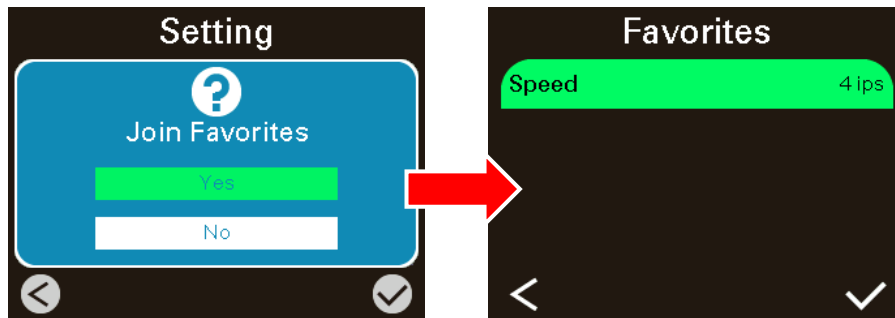 Setting
?
Join Favorites
Yes
No
Favorites
Speed 4 ips